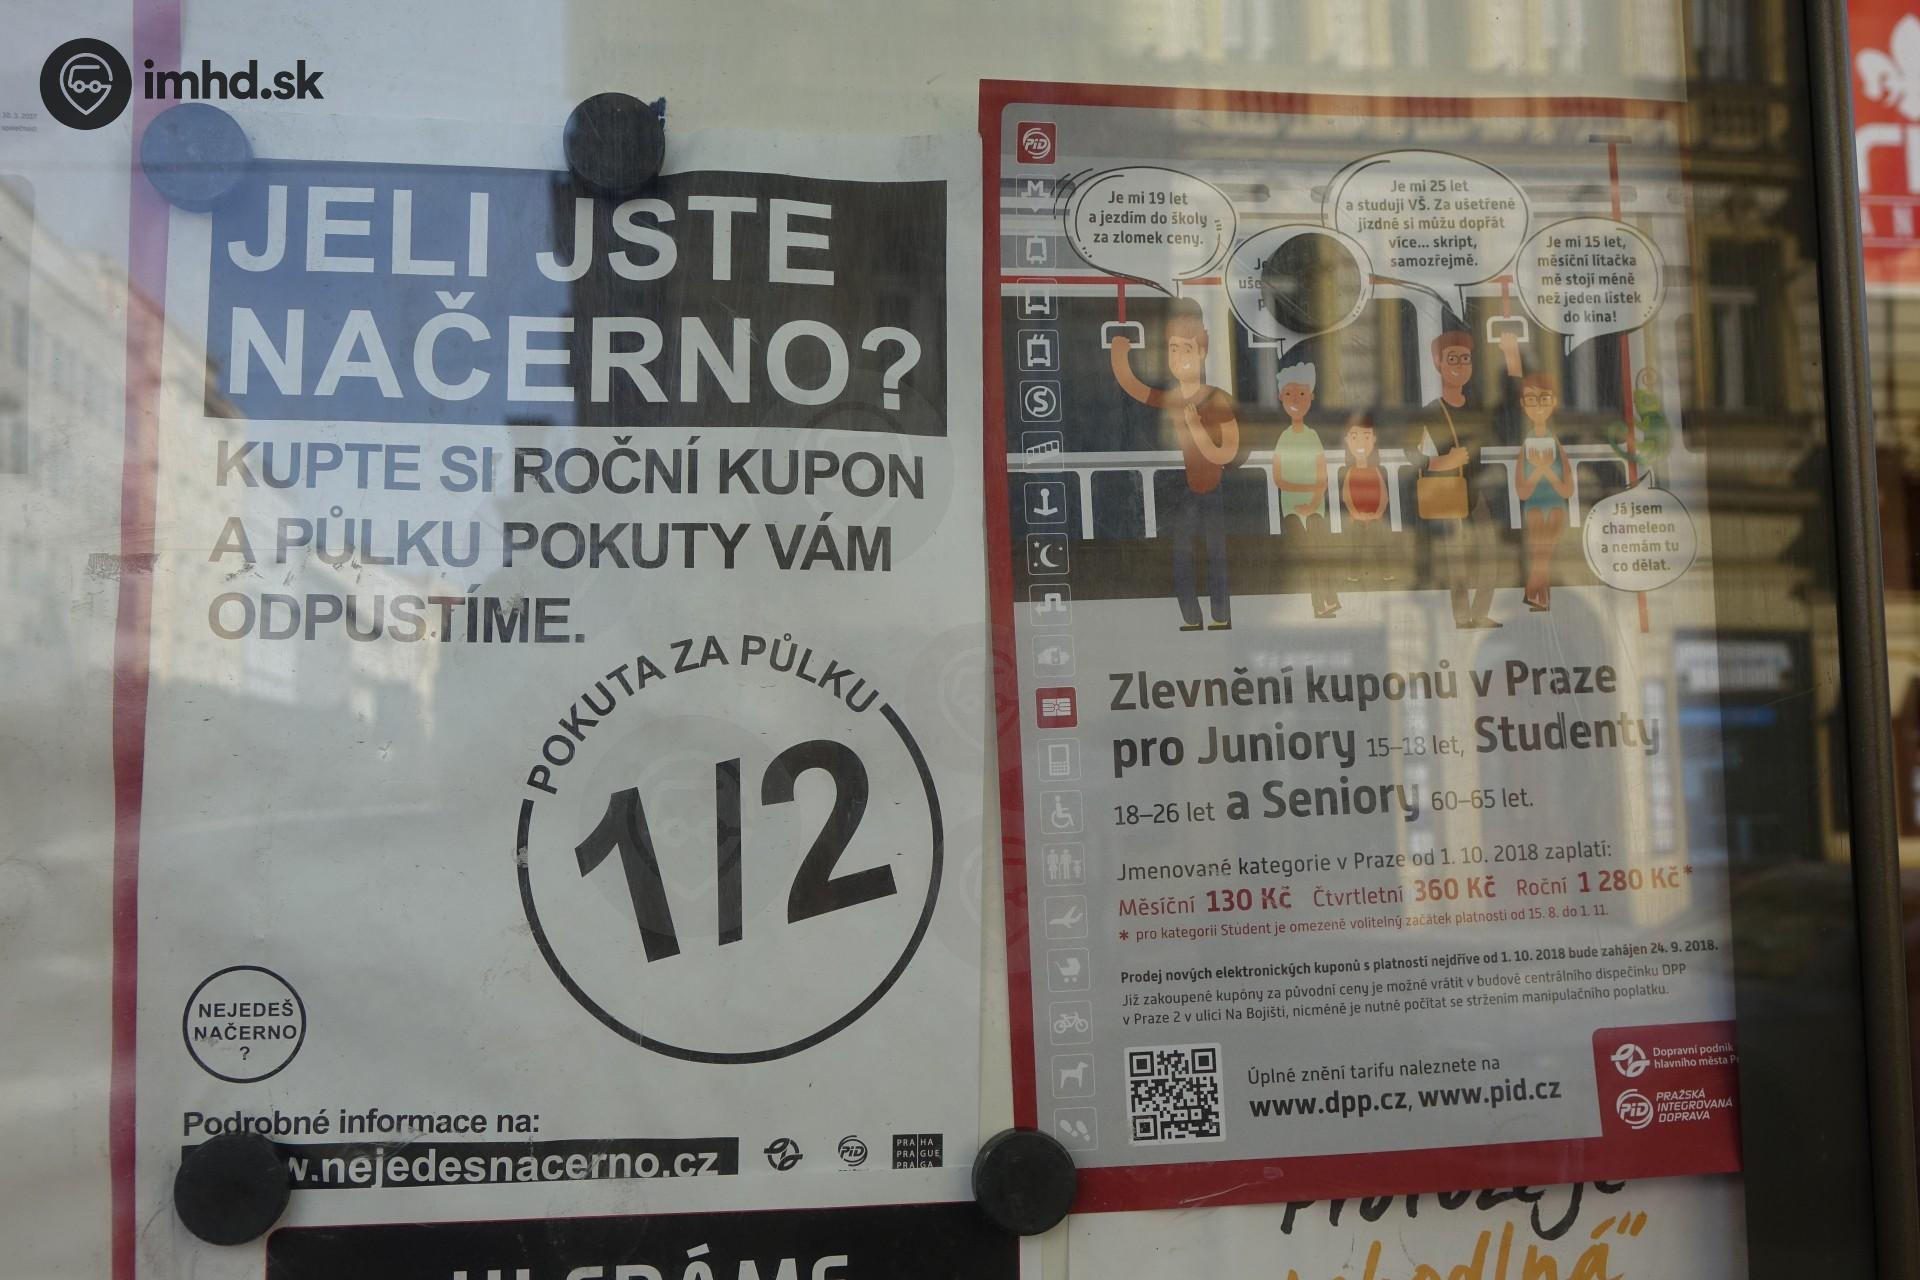 imhd.sk
10. 3. 2017
JELI JSTE
NAČERNO?
KUPTE SI ROČNÍ KUPON
A PŮLKU POKUTY VÁM
ODPUSTÍME.
POKUTA ZA PŮLKU
1/2
NEJEDEŠ
NAČERNO
?
Podrobné informace na:
w.nejedesnacerno.cz
PRA HA
PRA GUE
PRA GA
PID
Je mi 19 let
a jezdím do školy
za zlomek ceny.
Je mi 25 let
a studuji VŠ. Za ušetřené
jízdné si můžu dopřát
více... skript,
samozřejmě.
Je mi 15 let,
měsíční lítačka
mě stojí méně
než jeden lístek
do kina!
Já jsem
chameleon
a nemám tu
co dělat.
Zlevnění kuponů v Praze
pro Juniory 15–18 let, Studenty
18–26 let a Seniory 60–65 let.
Jmenované kategorie v Praze od 1. 10. 2018 zaplatí:
Měsíční 130 Kč Čtvrtletní 360 Kč Roční 1 280 Kč*
* pro kategorii Student je omezeně volitelný začátek platnosti od 15. 8. do 1. 11.
Prodej nových elektronických kuponů s platností nejdříve od 1. 10. 2018 bude zahájen 24. 9. 2018.
Již zakoupené kupóny za původní ceny je možné vrátit v budově centrálního dispečinku DPP
v Praze 2 v ulici Na Bojišti, nicméně je nutné počítat se stržením manipulačního poplatku.
Úplné znění tarifu naleznete na
www.dpp.cz, www.pid.cz
Dopravní podnik
hlavního města
PID PRAŽSKÁ
INTEGROVANÁ
DOPRAVA